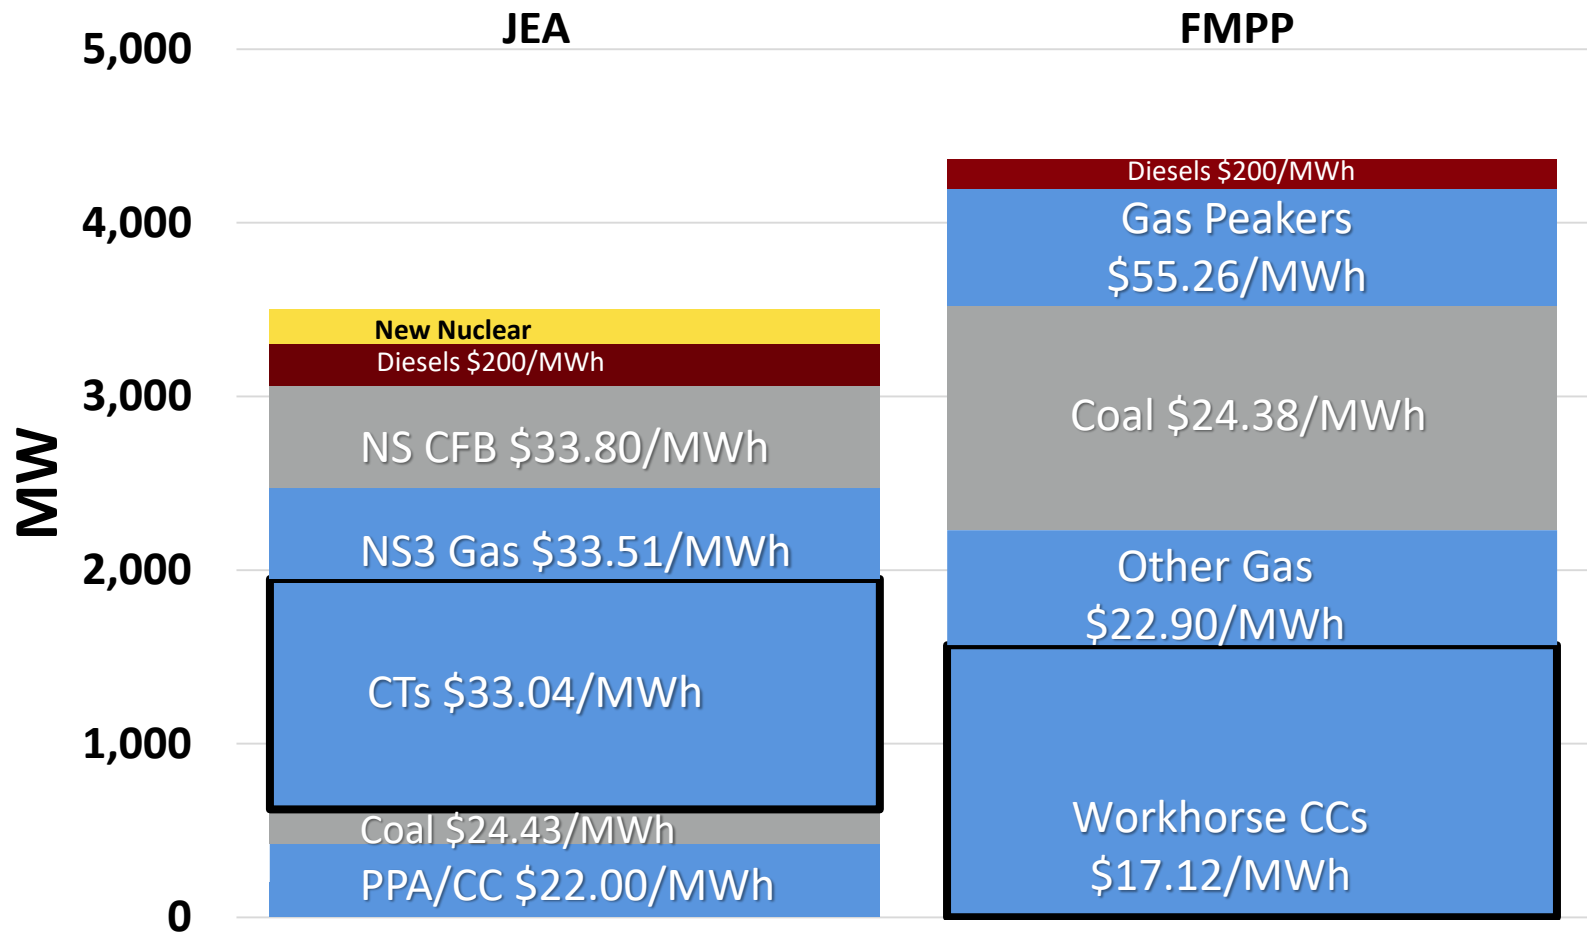 JEA
FMPP
5,000
4,000
3,000
2,000
1,000
0
MW
New Nuclear
Diesels $200/MWh
NS CFB $33.80/MWh
NS3 Gas $33.51/MWh
CTs $33.04/MWh
Coal $24.43/MWh
PPA/CC $22.00/MWh
Diesels $200/MWh
Gas Peakers
$55.26/MWh
Coal $24.38/MWh
Other Gas
$22.90/MWh
Workhorse CCs
$17.12/MWh